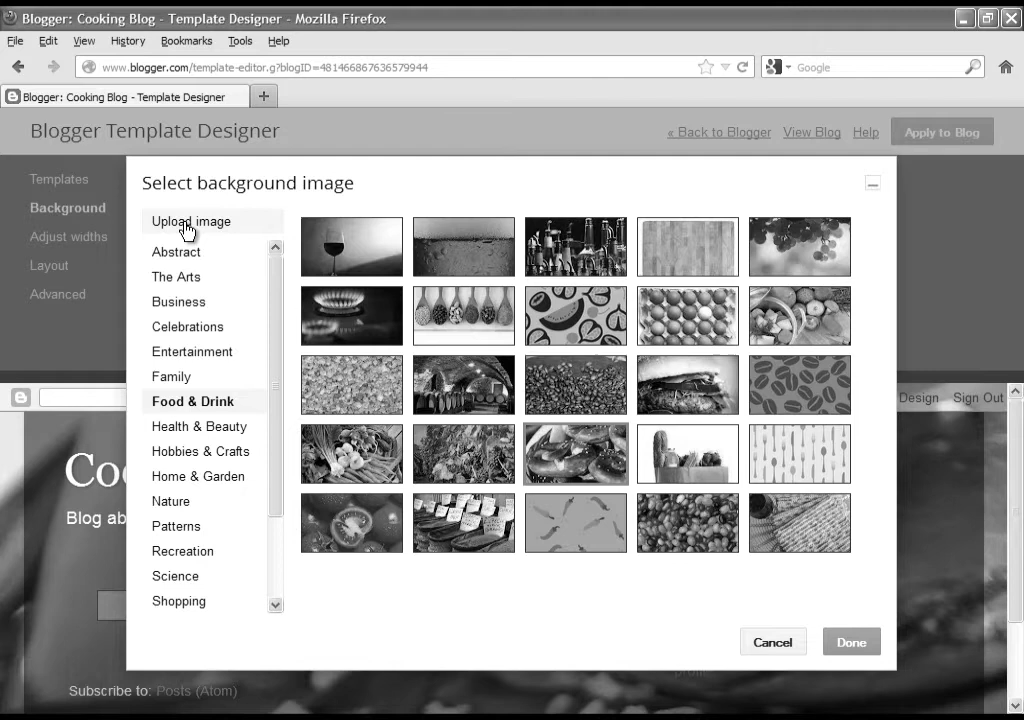 Blogger: Cooking Blog - Template Designer - Mozilla Firefox
File Edit View History Bookmarks Tools Help
www.blogger.com/template-editor.g?blogID=481466867636579944
Google
Blogger: Cooking Blog - Template Designer
Blogger Template Designer
« Back to Blogger View Blog Help Apply to Blog
Templates
Background
Adjust widths
Layout
Advanced
Select background image
Upload image
Abstract
The Arts
Business
Celebrations
Entertainment
Family
Food & Drink
Health & Beauty
Hobbies & Crafts
Home & Garden
Nature
Patterns
Recreation
Science
Shopping
Cancel Done
Design Sign Out
Coo
Blog ab
Subscribe to: Posts (Atom)